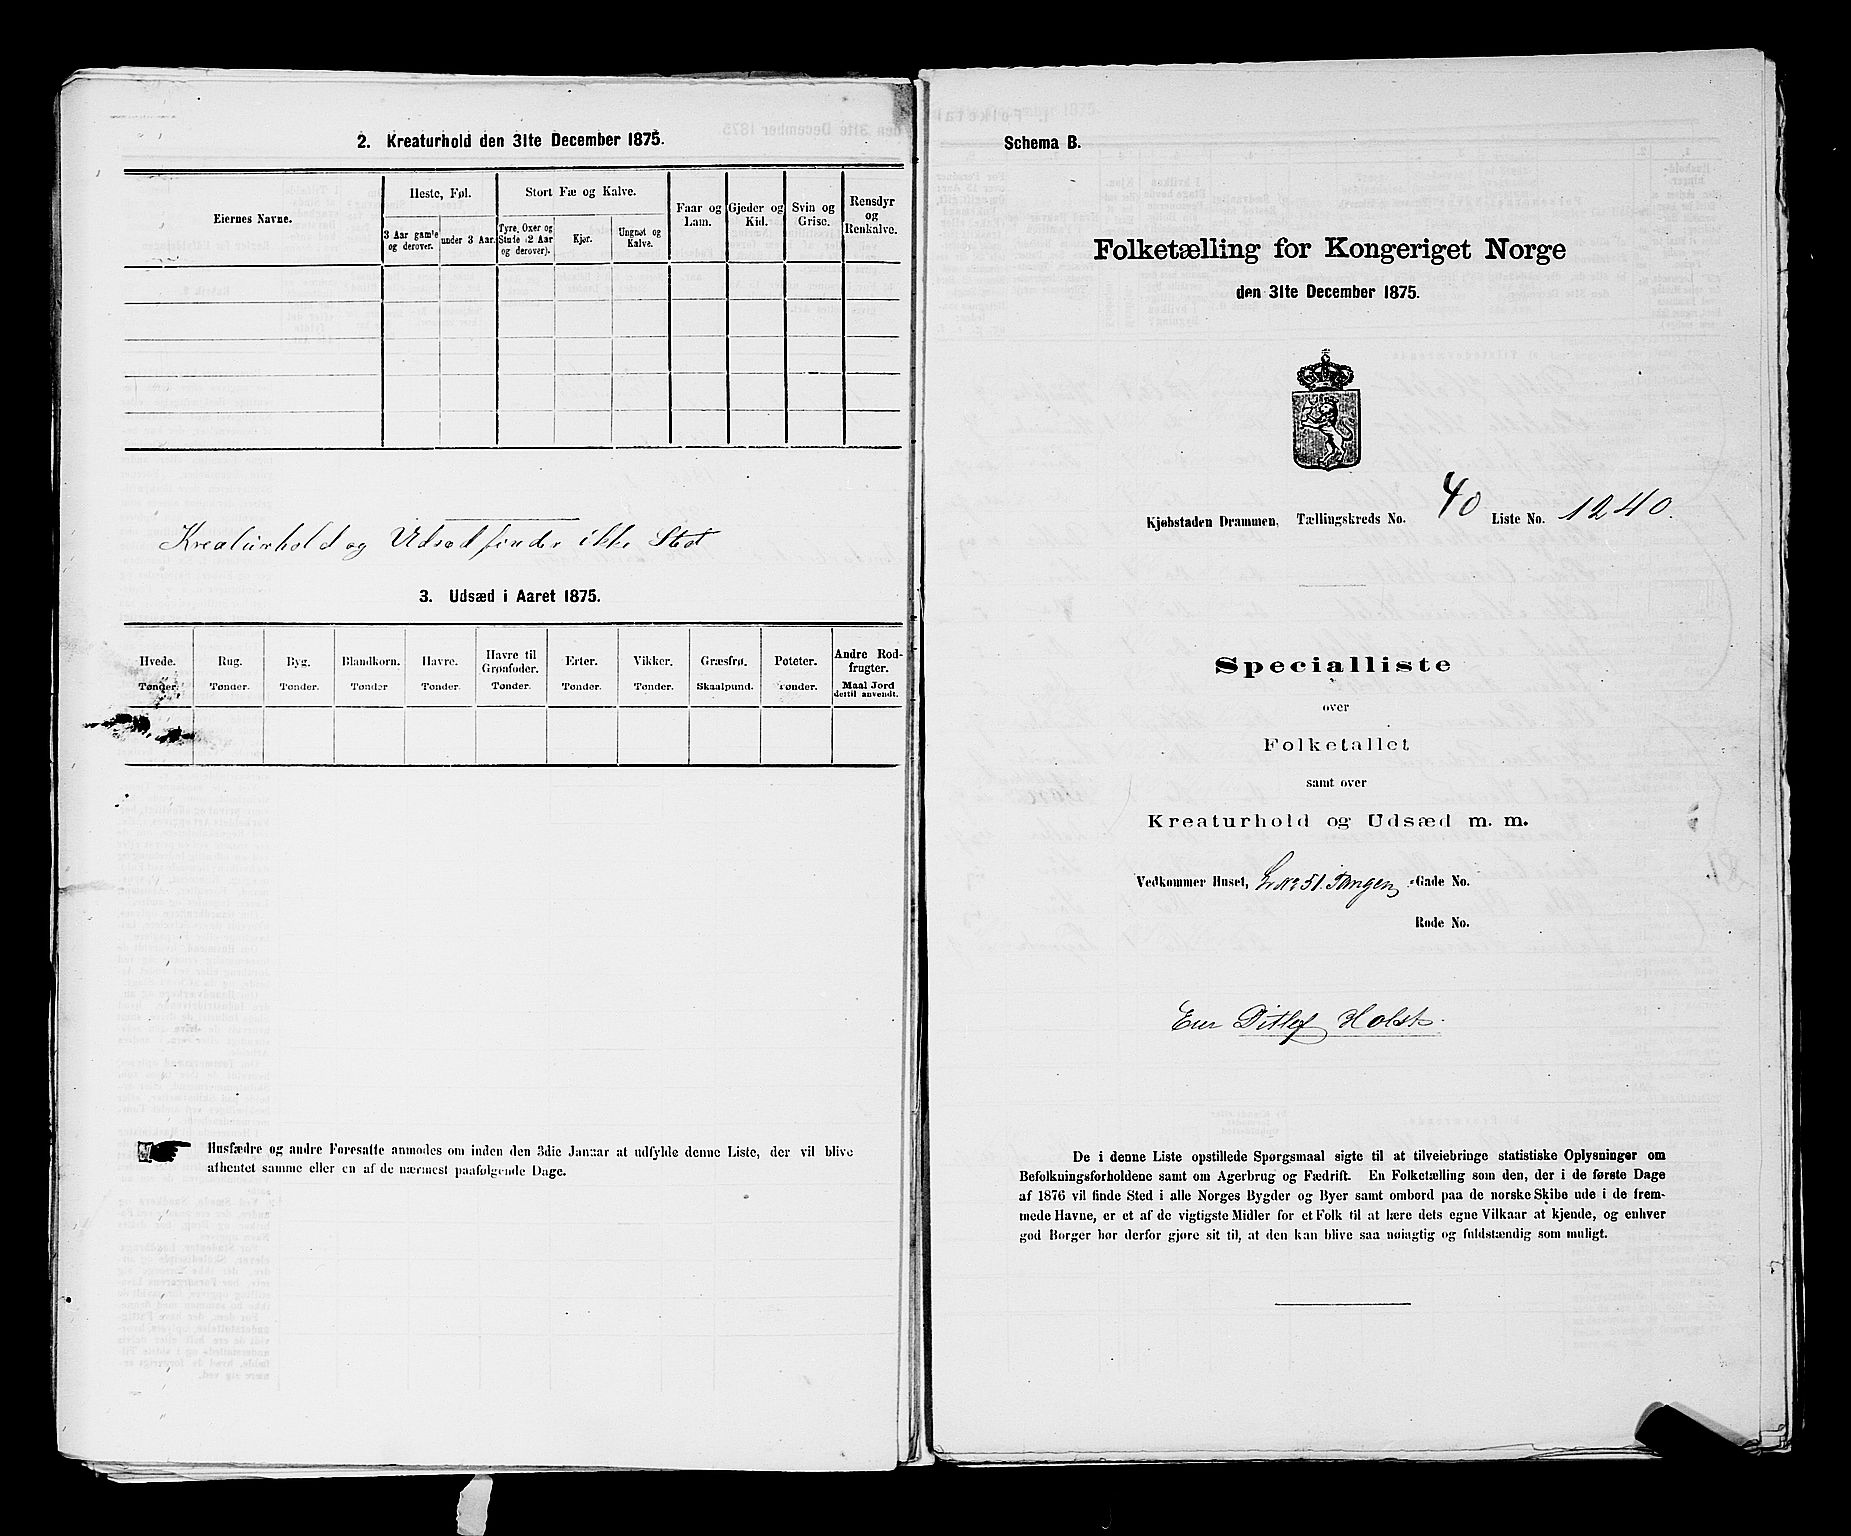 2. Kreaturhold den 31te December 1875.
Eiernes Navne.
Heste, Føl.
3 Aar gamle og derover.
under 3 Aar.
Stort Fæ og Kalve.
Tyre, Oxer og Stude (2 Aar og derover).
Kjør.
Ungnøt og Kalve.
Faar og Lam.
Gjeder og Kid.
Svin og Grise.
Rensdyr og Renkalve.
Kreaturhold og Udsæd finder ikke Sted
3. Udsæd i Aaret 1875.
Hvede. Tønder.
Rug. Tønder.
Byg. Tønder.
Blandkorn. Tønder
Havre. Tønder.
Havre til Grønfoder. Tønder.
Erter. Tønder.
Vikker. Tønder.
Græsfrø. Skaalpund.
Poteter. Tønder.
Andre Rodfrugter. Maal Jord dertil anvendt.
Husfædre og andre Foresatte anmodes om inden den 3die Januar at udfylde denne Liste, der vil blive
afhentet samme eller en af de nærmest paafølgende Dage.
Schema B.
Folketælling for Kongeriget Norge
den 31te December 1875.
Kjøbstaden Drammen, Tællingskreds No. 40 Liste No. 1240.
Specialliste
over
Folketallet
samt over
Kreaturhold og Udsæd m. m.
Vedkommer Huset, No 51. Tangen -Gade No.
Rode No.
Eier Ditlef Holst.
De i denne Liste opstillede Spørgsmaal sigte til at tilveiebringe statistiske Oplysninger om
Befolkningsforholdene samt om Agerbrug og Fædrift. En Folketælling som den, der i de første Dage
af 1876 vil finde Sted i alle Norges Bygder og Byer samt ombord paa de norske Skibe ude i de frem-
mede Havne, er et af de vigtigste Midler for et Folk til at lære dets egne Vilkaar at kjende, og enhver
god Borger bør derfor gjøre sit til, at den kan blive saa nøiagtig og fuldstændig som muligt.